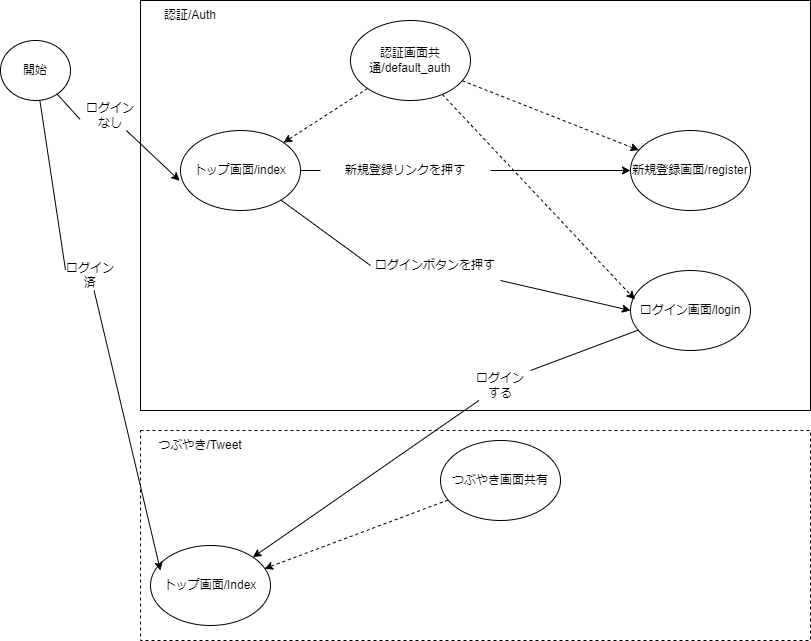 認証/Auth
開始
認証画面共
通/default_auth
ログイン
なし
トップ画面/index
新規登録リンクを押す
新規登録画面/register
ログインボタンを押す
ログイン
済
ログイン画面/login
ログイン
する
つぶやき/Tweet
つぶやき画面共有
トップ画面/Index